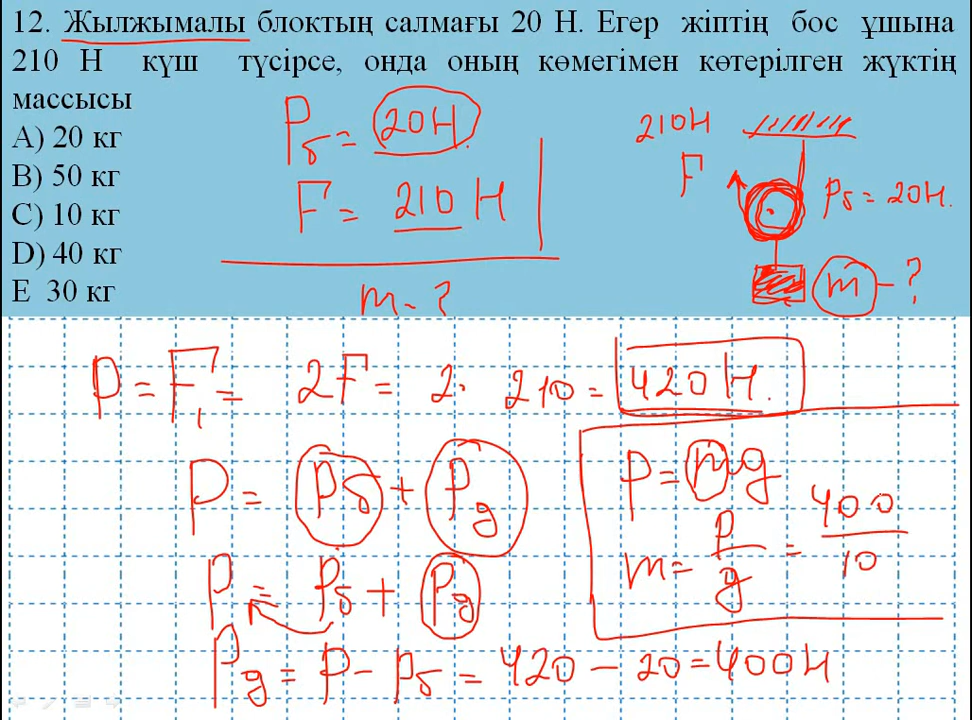 12. Жылжымалы блоктың салмағы 20 Н. Егер жіптің бос ұшына
210 Н күш түсірсе, онда оның көмегімен көтерілген жүктің
массысы
A) 20 кг
B) 50 кг
C) 10 кг
D) 40 кг
E 30 кг
Pб = 20Н.
F = 210 Н
m - ?
210Н
F
Pб = 20Н.
m - ?
P = F₁ = 2F = 2· 210 = 420 Н.
P = Pб + Pg
P = Pб + Pg
Pg = P - Pб = 420 - 20 = 400Н
P = mg
m = P/g = 400/10